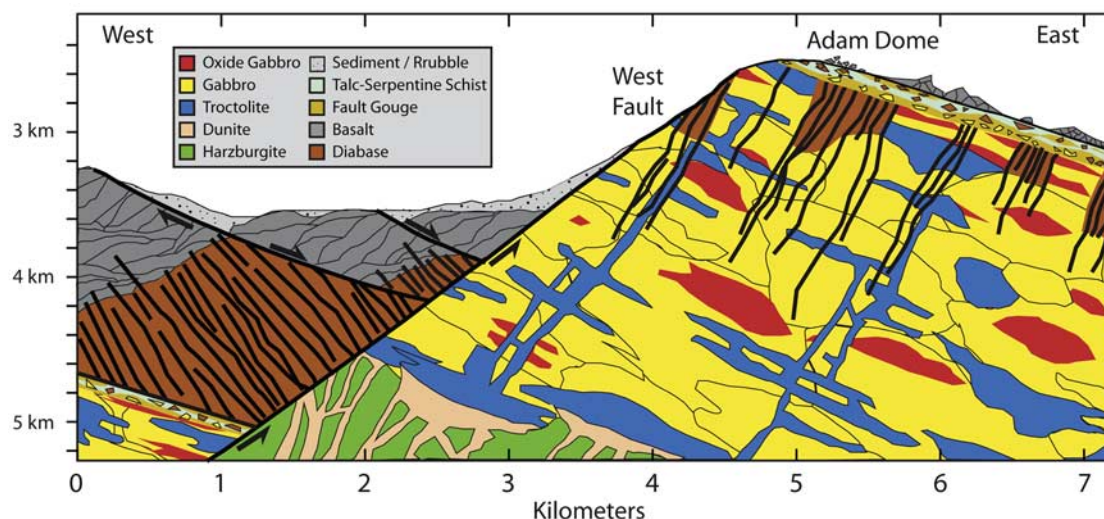 West
Adam Dome
East
Oxide Gabbro
Gabbro
Troctolite
Dunite
Harzburgite
Sediment / Rrubble
Talc-Serpentine Schist
Fault Gouge
Basalt
Diabase
West
Fault
3 km
4 km
5 km
0 1 2 3 4 5 6 7
Kilometers